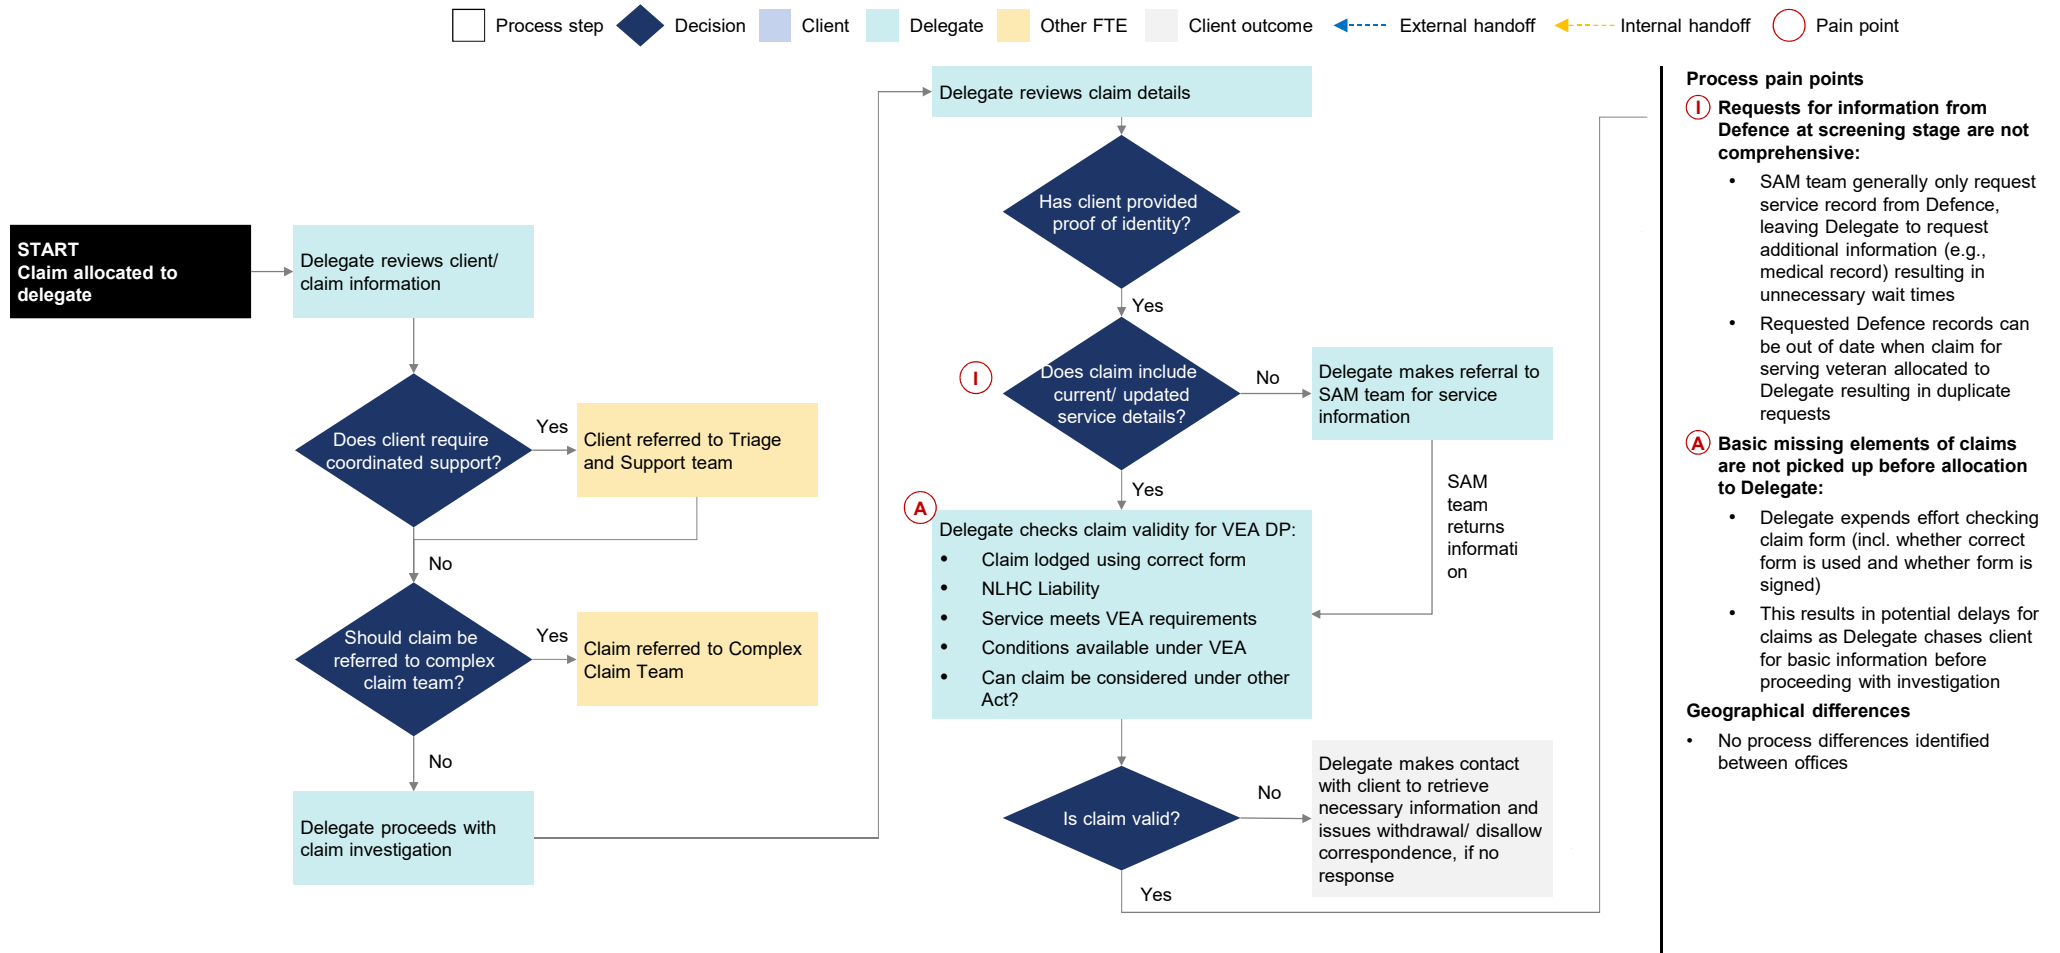 Process step
Decision
Client
Delegate
Other FTE
Client outcome
External handoff
Internal handoff
Pain point
START
Claim allocated to
delegate
Delegate reviews client/
claim information
Does client require
coordinated support?
Yes
Client referred to Triage
and Support team
No
Should claim be
referred to complex
claim team?
Yes
Claim referred to Complex
Claim Team
No
Delegate proceeds with
claim investigation
Delegate reviews claim details
Has client provided
proof of identity?
Yes
I
Does claim include
current/ updated
service details?
No
Delegate makes referral to
SAM team for service
information
SAM
team
returns
informati
on
Yes
A
Delegate checks claim validity for VEA DP:
• Claim lodged using correct form
• NLHC Liability
• Service meets VEA requirements
• Conditions available under VEA
• Can claim be considered under other
Act?
Is claim valid?
No
Delegate makes contact
with client to retrieve
necessary information and
issues withdrawal/ disallow
correspondence, if no
response
Yes
Process pain points
I Requests for information from
Defence at screening stage are not
comprehensive:
• SAM team generally only request
service record from Defence,
leaving Delegate to request
additional information (e.g.,
medical record) resulting in
unnecessary wait times
• Requested Defence records can
be out of date when claim for
serving veteran allocated to
Delegate resulting in duplicate
requests
A Basic missing elements of claims
are not picked up before allocation
to Delegate:
• Delegate expends effort checking
claim form (incl. whether correct
form is used and whether form is
signed)
• This results in potential delays for
claims as Delegate chases client
for basic information before
proceeding with investigation
Geographical differences
• No process differences identified
between offices